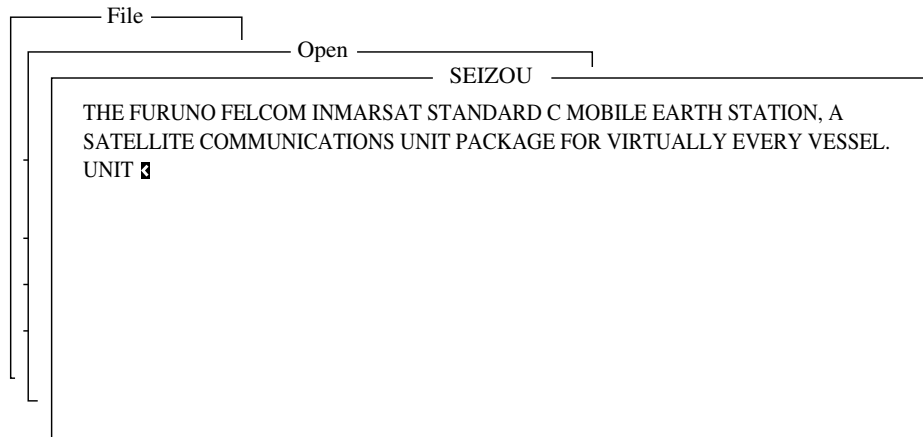 File
Open
SEIZOU
THE FURUNO FELCOM INMARSAT STANDARD C MOBILE EARTH STATION, A
SATELLITE COMMUNICATIONS UNIT PACKAGE FOR VIRTUALLY EVERY VESSEL.
UNIT <